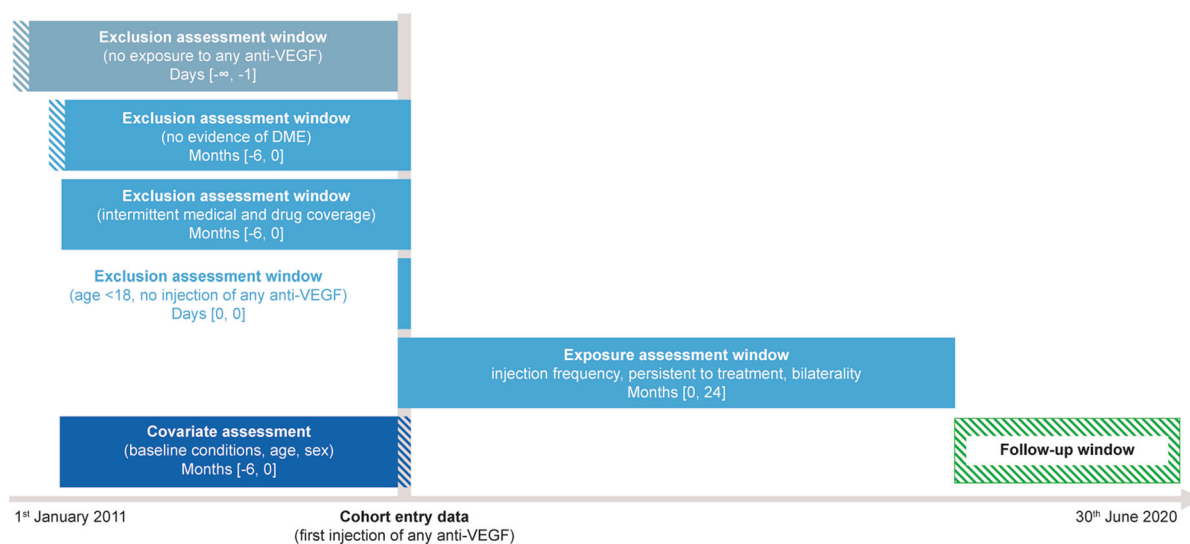 Exclusion assessment window
(no exposure to any anti-VEGF)
Days [-∞, -1]
Exclusion assessment window
(no evidence of DME)
Months [-6, 0]
Exclusion assessment window
(intermittent medical and drug coverage)
Months [-6, 0]
Exclusion assessment window
(age <18, no injection of any anti-VEGF)
Days [0, 0]
Exposure assessment window
injection frequency, persistent to treatment, bilaterality
Months [0, 24]
Covariate assessment
(baseline conditions, age, sex)
Months [-6, 0]
Follow-up window
1st January 2011
Cohort entry data
(first injection of any anti-VEGF)
30th June 2020